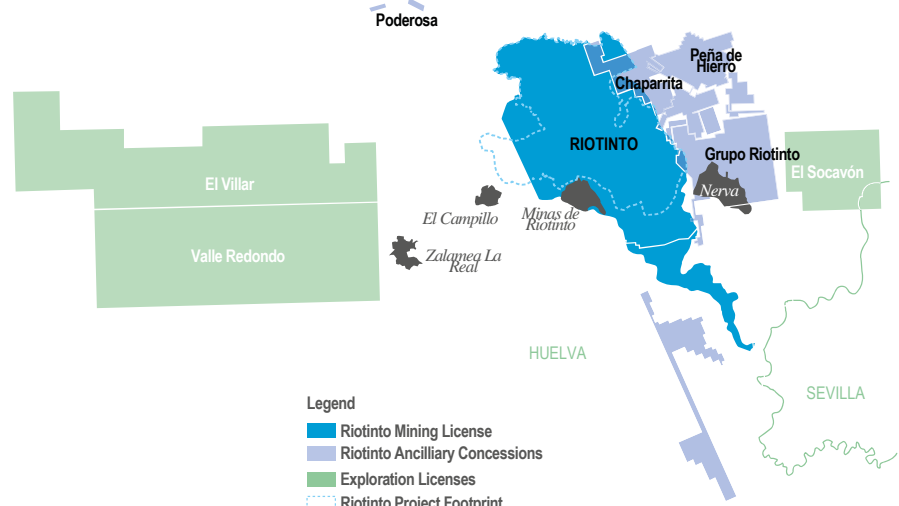 Poderosa
Peña de
Hierro
Chaparrita
RIOTINTO
Grupo Riotinto
El Socavón
El Villar
Nerva
El Campillo
Minas de
Riotinto
Valle Redondo
Zalamea La
Real
HUELVA
SEVILLA
Legend
Riotinto Mining License
Riotinto Ancilliary Concessions
Exploration Licenses
Riotinto Project Footprint